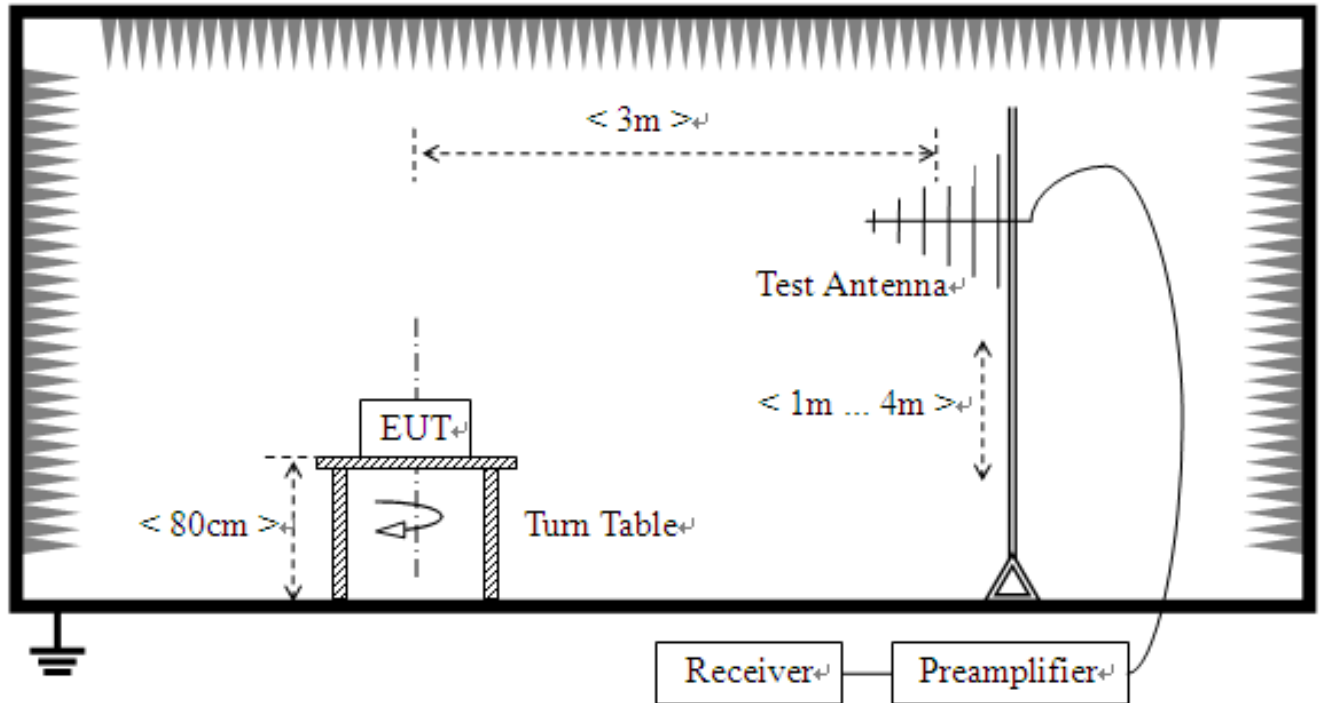 < 3m >↵
Test Antenna↵
< 1m ... 4m >↵
EUT↵
< 80cm >↵
Turn Table↵
Receiver↵
Preamplifier↵